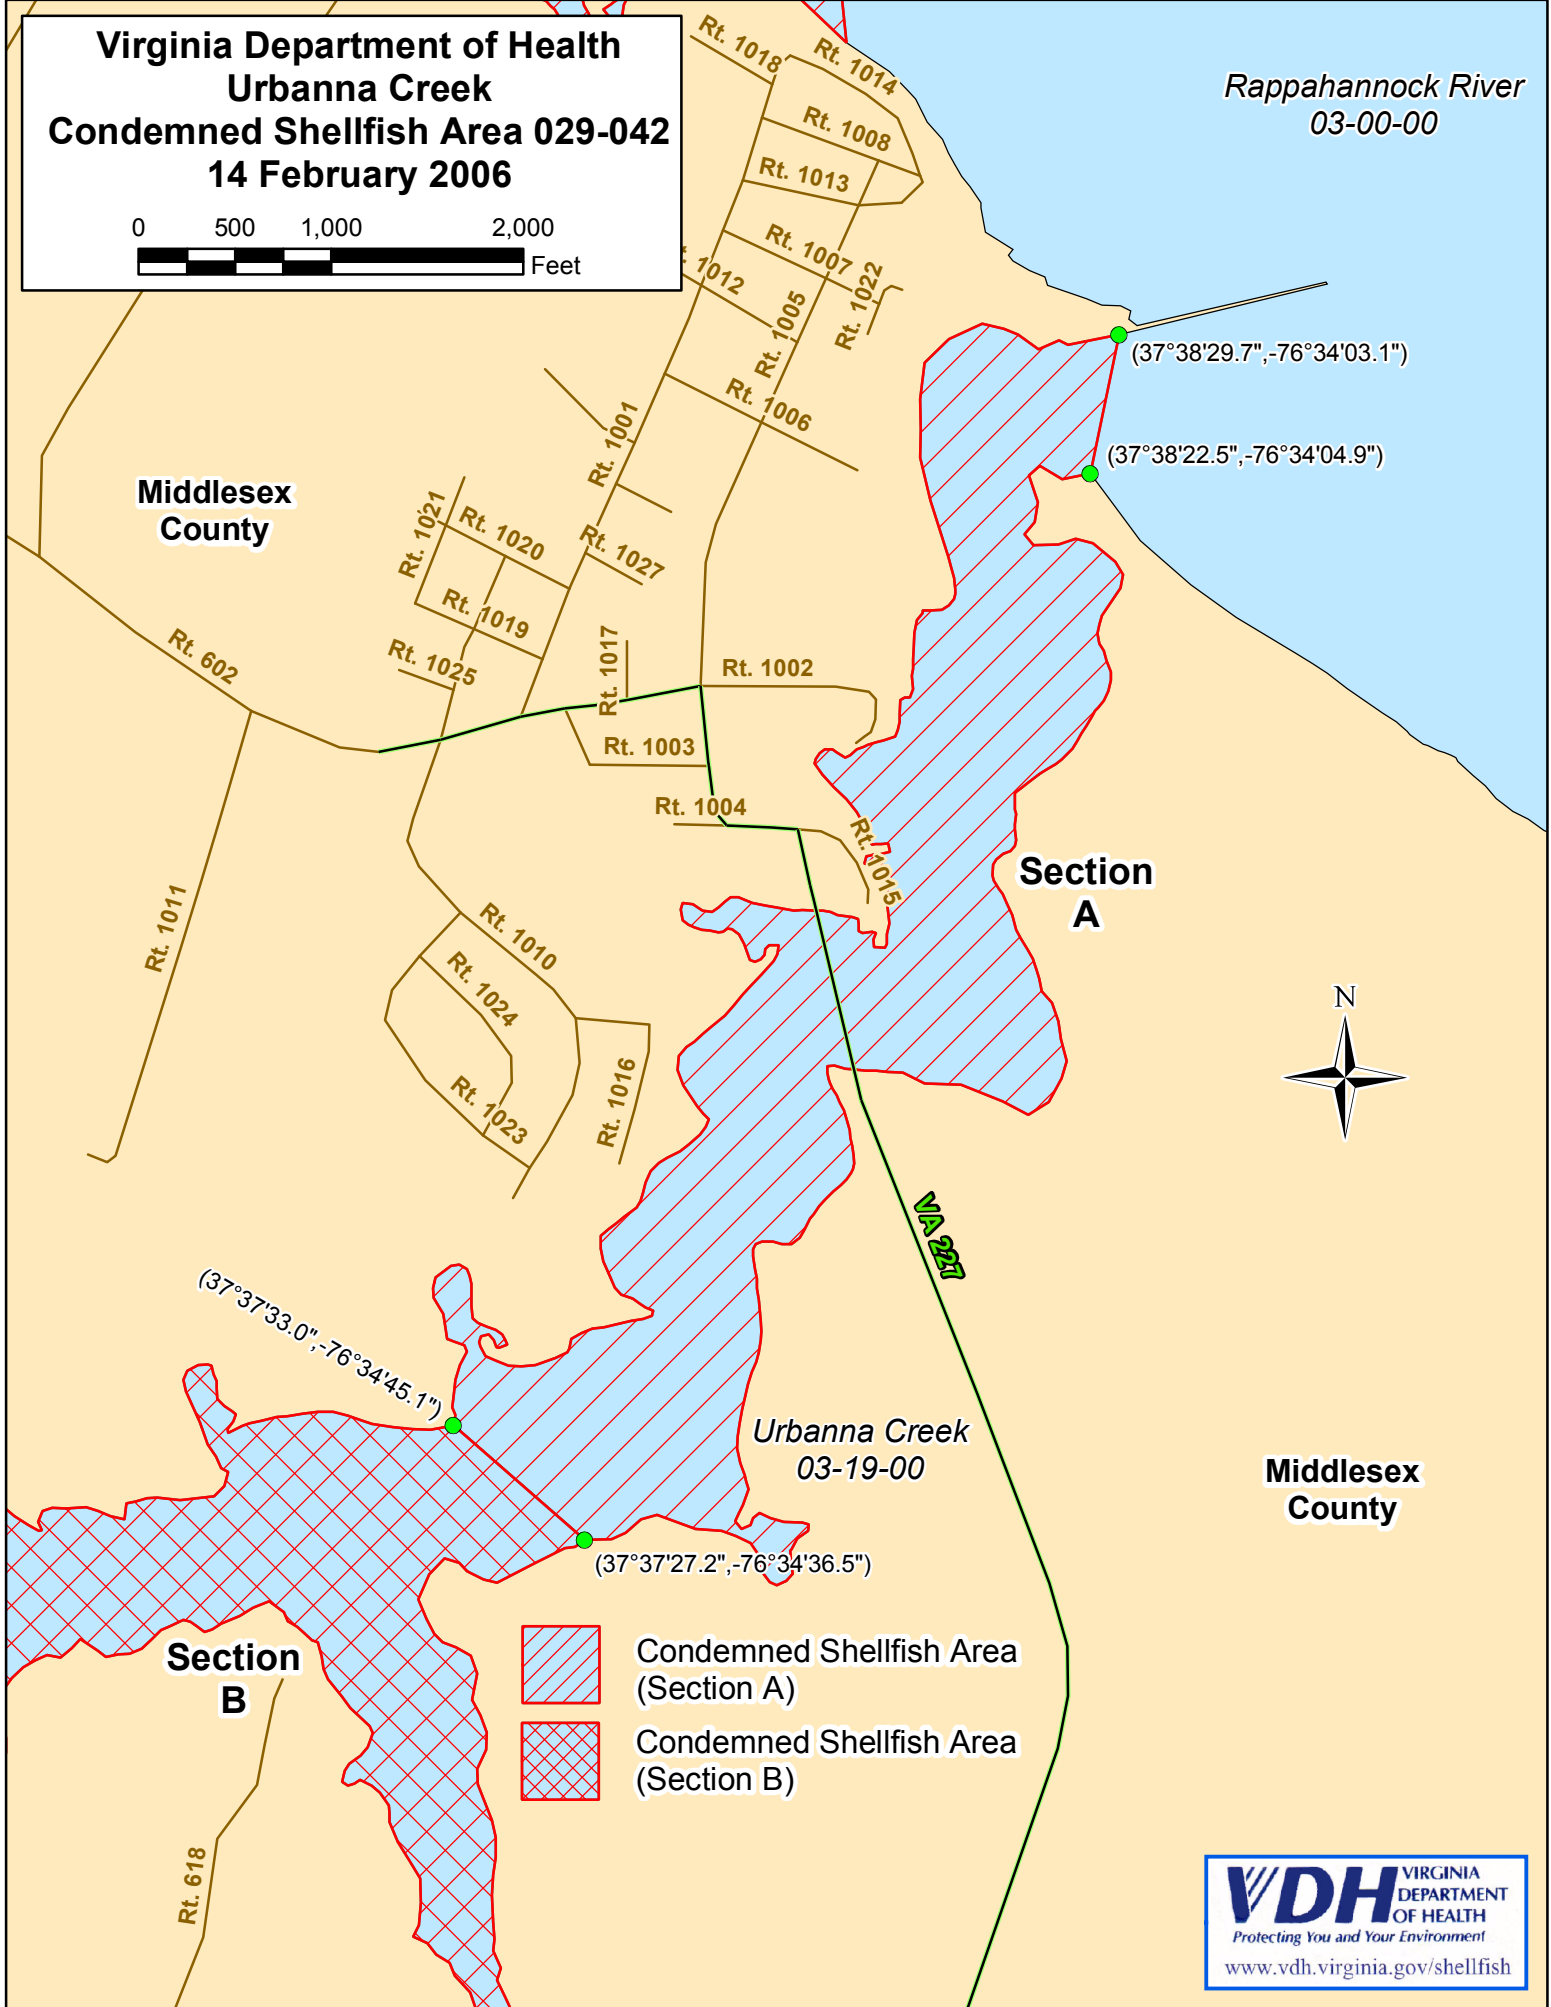 Virginia Department of Health
Urbanna Creek
Condemned Shellfish Area 029-042
14 February 2006
0 500 1,000 2,000
Feet
Rt. 1018
Rt. 1014
Rappahannock River
03-00-00
Rt. 1008
Rt. 1013
Rt. 1007
t. 1012
Rt. 1022
Rt. 1005
(37°38'29.7",-76°34'03.1")
Rt. 1006
Rt. 1001
(37°38'22.5",-76°34'04.9")
Middlesex
County
Rt. 1021
Rt. 1020
Rt. 1027
Rt. 1019
Rt. 602
Rt. 1025
Rt. 1017
Rt. 1002
Rt. 1003
Rt. 1004
Rt. 1015
Section
A
Rt. 1011
Rt. 1010
Rt. 1024
N
Rt. 1016
Rt. 1023
VA 227
(37°37'33.0",-76°34'45.1")
Urbanna Creek
03-19-00
Middlesex
County
(37°37'27.2",-76°34'36.5")
Section
B
Condemned Shellfish Area
(Section A)
Condemned Shellfish Area
(Section B)
Rt. 618
VDH
VIRGINIA
DEPARTMENT
OF HEALTH
Protecting You and Your Environment
www.vdh.virginia.gov/shellfish